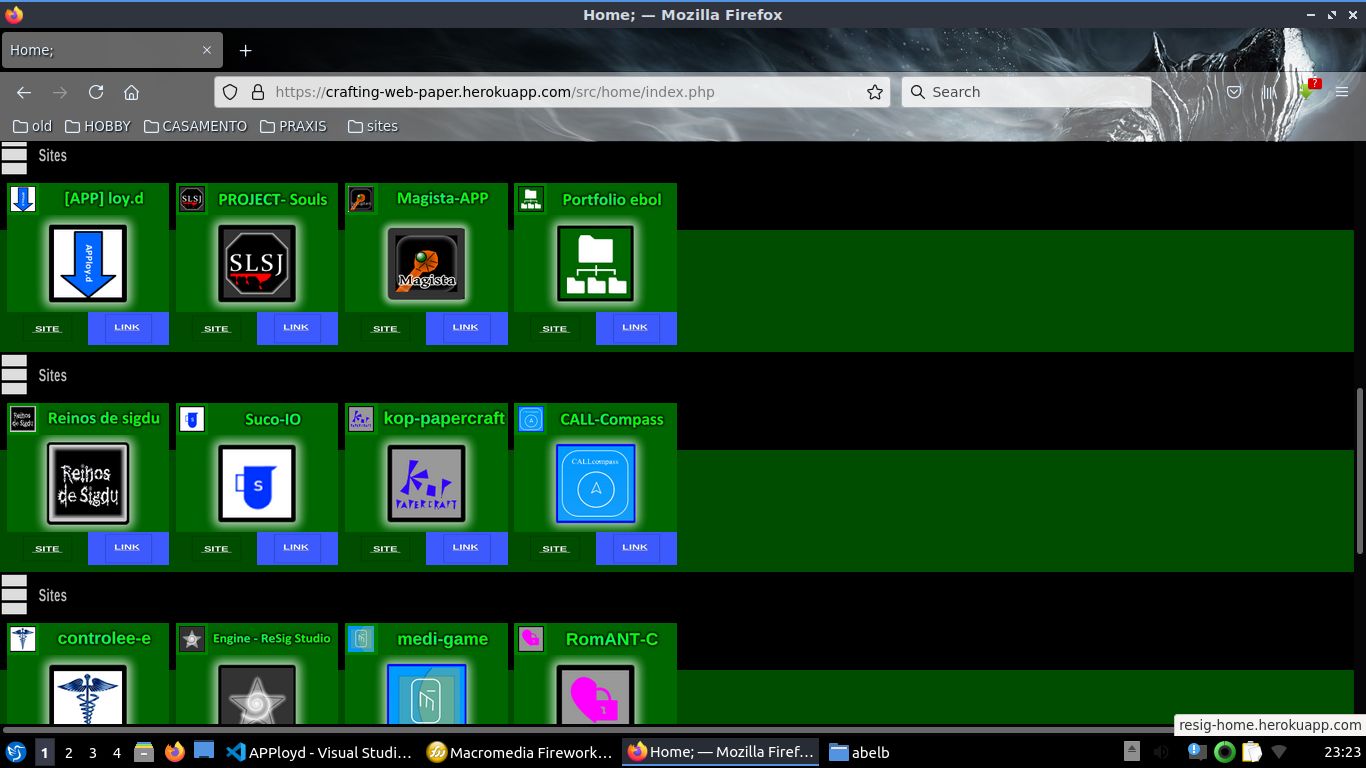 Home; — Mozilla Firefox
Home;
https://crafting-web-paper.herokuapp.com/src/home/index.php
Search
?
old HOBBY CASAMENTO PRAXIS sites
Sites
[APP] loy.d PROJECT- Souls Magista-APP Portfolio ebol
APPloy.d SLSJ Magista
SITE LINK SITE LINK SITE LINK SITE LINK
Sites
Reinos de sigdu Suco-IO kop-papercraft CALL-Compass
Reinos de Sigdu S Kop PAPERCRAFT CALLcompass
SITE LINK SITE LINK SITE LINK SITE LINK
Sites
controlee-e Engine - ReSig Studio medi-game RomANT-C
resig-home.herokuapp.com
1 2 3 4 APPloyd - Visual Studi... Macromedia Firework... Home; — Mozilla Firef... abelb 23:23